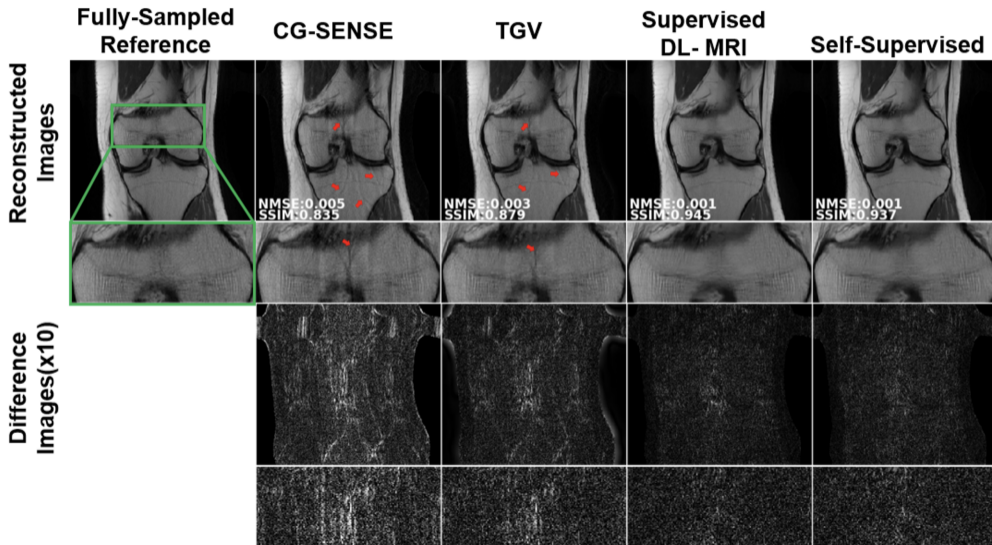 Fully-Sampled
Reference
CG-SENSE
TGV
Supervised
DL- MRI
Self-Supervised
Reconstructed
Images
NMSE:0.005
SSIM:0.835
NMSE:0.003
SSIM:0.879
NMSE:0.001
SSIM:0.945
NMSE:0.001
SSIM:0.937
Difference
Images(x10)